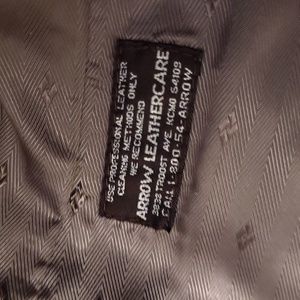 USE PROFESSIONAL LEATHER
CLEANING METHODS ONLY
WE RECOMMEND
ARROW LEATHERCARE
3838 TROOST AVE. KCMO 64109
CALL 1-800-54-ARROW